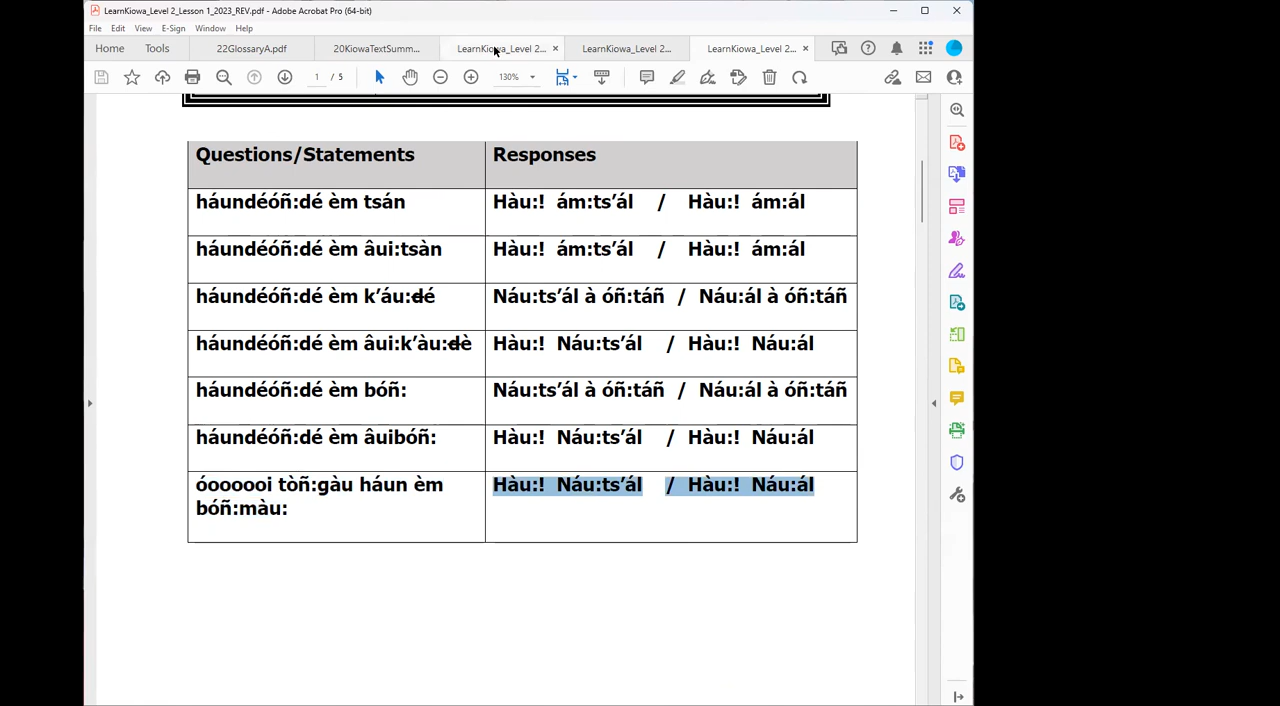 LearnKiowa_Level 2_Lesson 1_2023_REV.pdf - Adobe Acrobat Pro (64-bit)
File Edit View E-Sign Window Help
Home Tools 22GlossaryA.pdf 20KiowaTextSumm... LearnKiowa_Level 2... LearnKiowa_Level 2... LearnKiowa_Level 2...
1 / 5 130%
Questions/Statements Responses
háundéóñ:dé èm tsán Hàu:! ám:ts’ál / Hàu:! ám:ál
háundéóñ:dé èm âui:tsàn Hàu:! ám:ts’ál / Hàu:! ám:ál
háundéóñ:dé èm k’áu:d̶é Náu:ts’ál à óñ:táñ / Náu:ál à óñ:táñ
háundéóñ:dé èm âui:k’àu:d̶è Hàu:! Náu:ts’ál / Hàu:! Náu:ál
háundéóñ:dé èm bóñ: Náu:ts’ál à óñ:táñ / Náu:ál à óñ:táñ
háundéóñ:dé èm âuibóñ: Hàu:! Náu:ts’ál / Hàu:! Náu:ál
óoooooi tòñ:gàu háun èm Hàu:! Náu:ts’ál / Hàu:! Náu:ál
bóñ:màu: